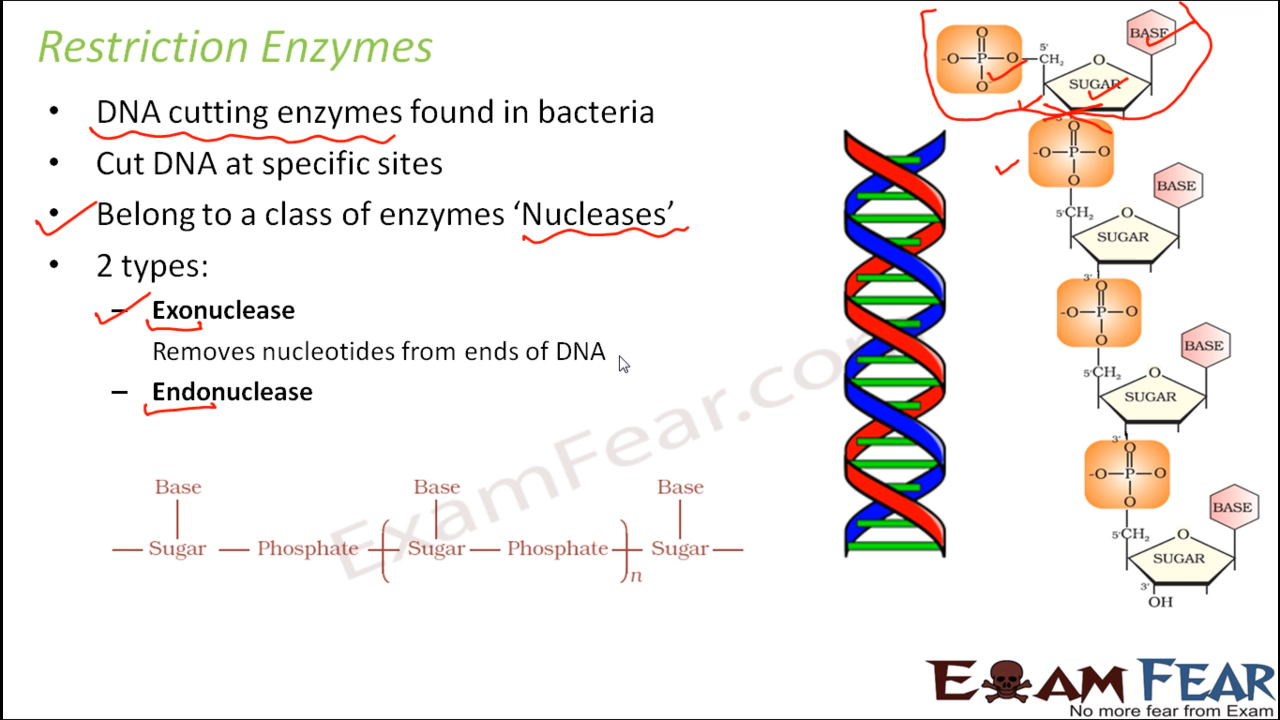 Restriction Enzymes
• DNA cutting enzymes found in bacteria
• Cut DNA at specific sites
• Belong to a class of enzymes ‘Nucleases’
• 2 types:
– Exonuclease
Removes nucleotides from ends of DNA
– Endonuclease
Base Base Base
Sugar Phosphate Sugar Phosphate Sugar
n
ExamFear.com
O
-O P O 5' CH2 O BASE
O-
SUGAR
3'
O
-O P O
O
BASE
5'CH2 O
SUGAR
3'
O
-O P O
O
BASE
5'CH2 O
SUGAR
3'
O
-O P O
O
BASE
5'CH2 O
SUGAR
3'
OH
EXAM FEAR
No more fear from Exam